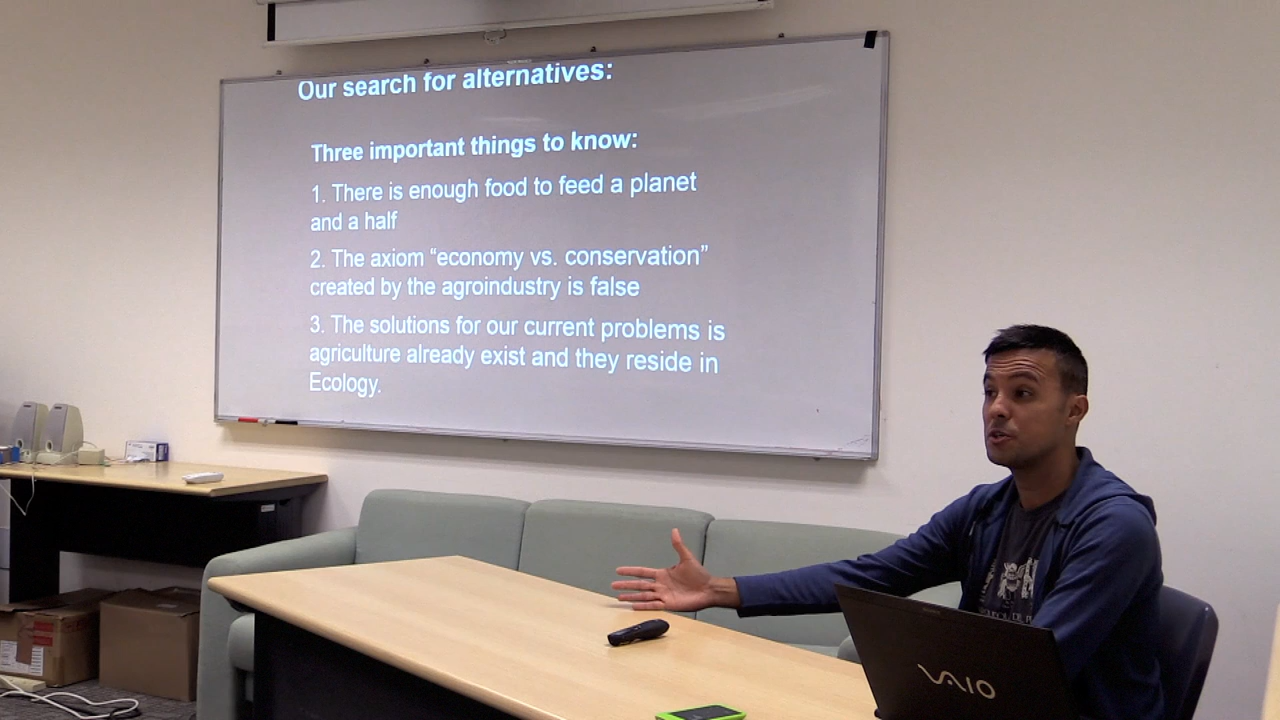 Our search for alternatives:
Three important things to know:
1. There is enough food to feed a planet
and a half
2. The axiom “economy vs. conservation”
created by the agroindustry is false
3. The solutions for our current problems is
agriculture already exist and they reside in
Ecology.
VAIO